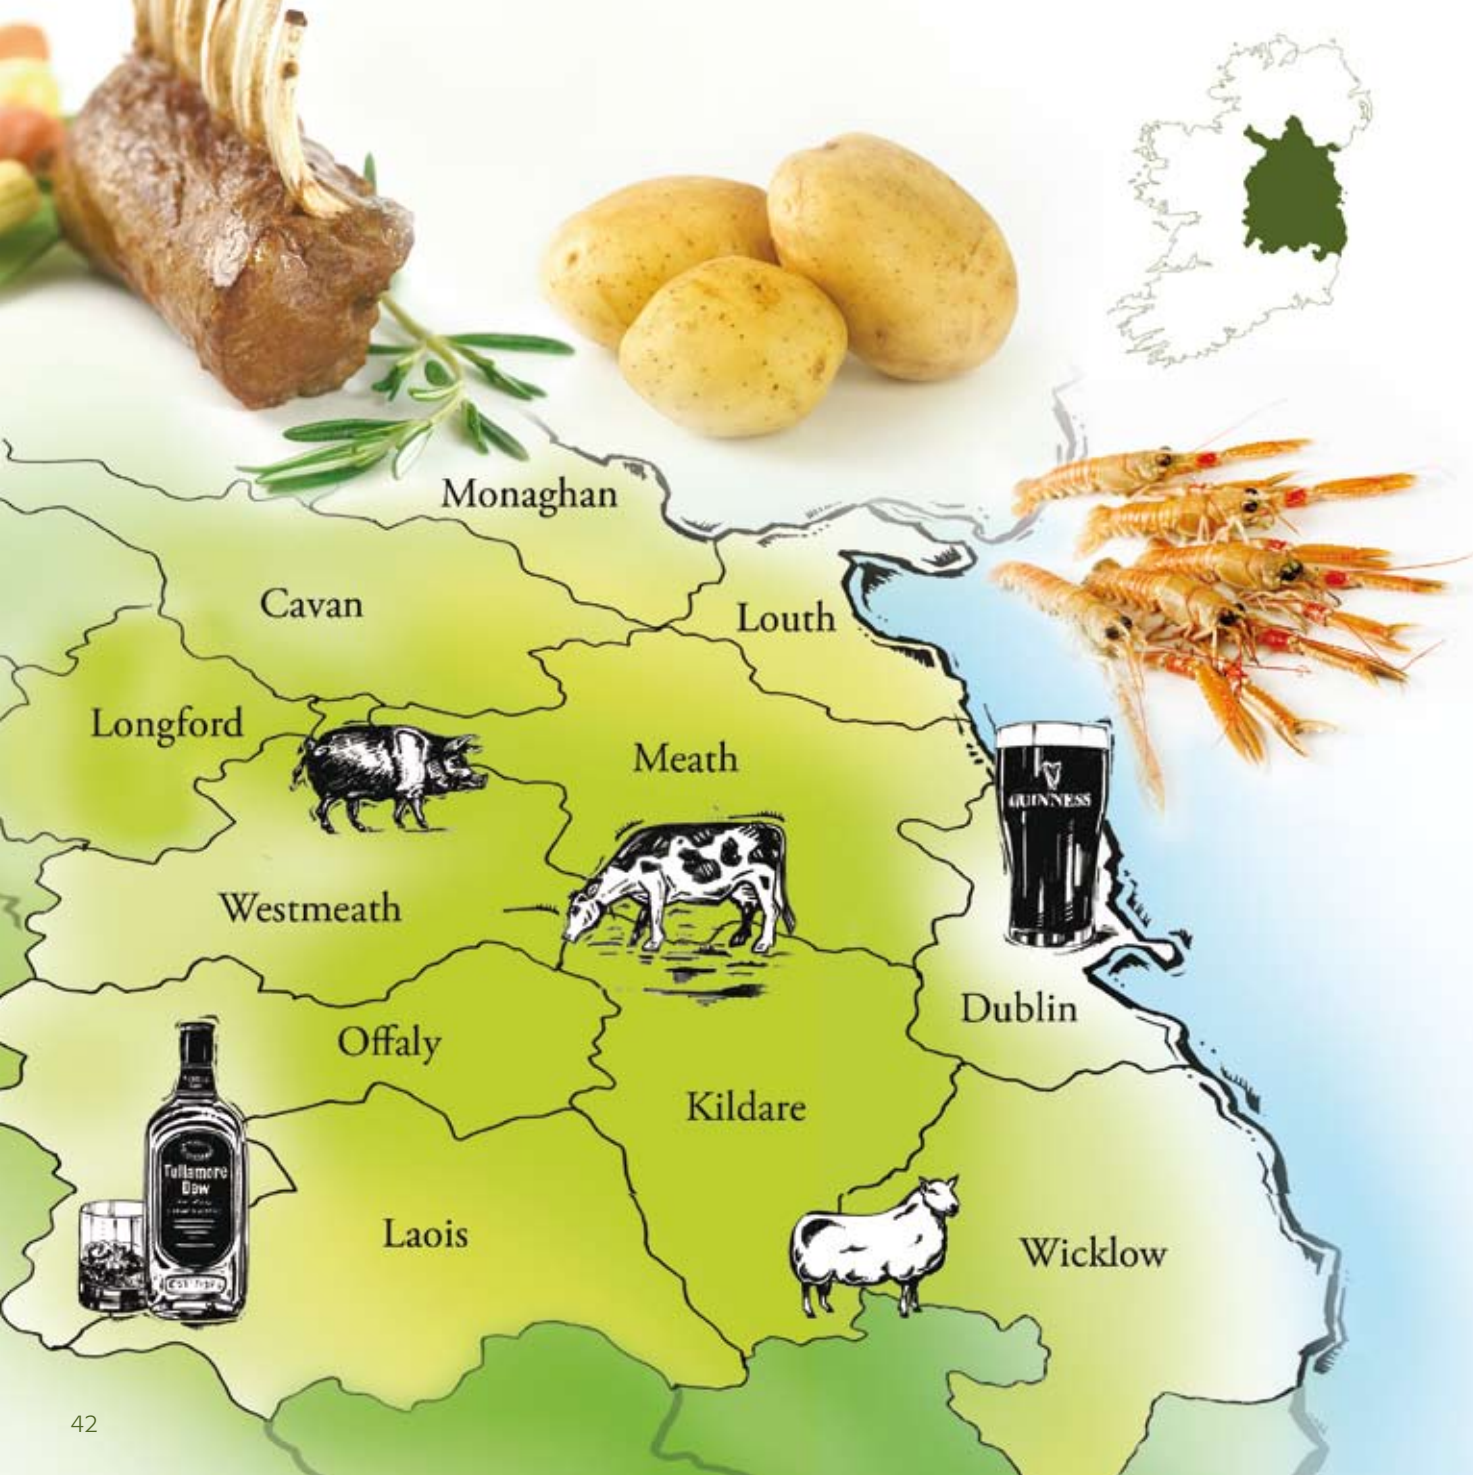 Monaghan
Cavan
Louth
Longford
Meath
GUINNESS
Westmeath
Dublin
Offaly
Kildare
Tullamore
Dew
Laois
Wicklow
42